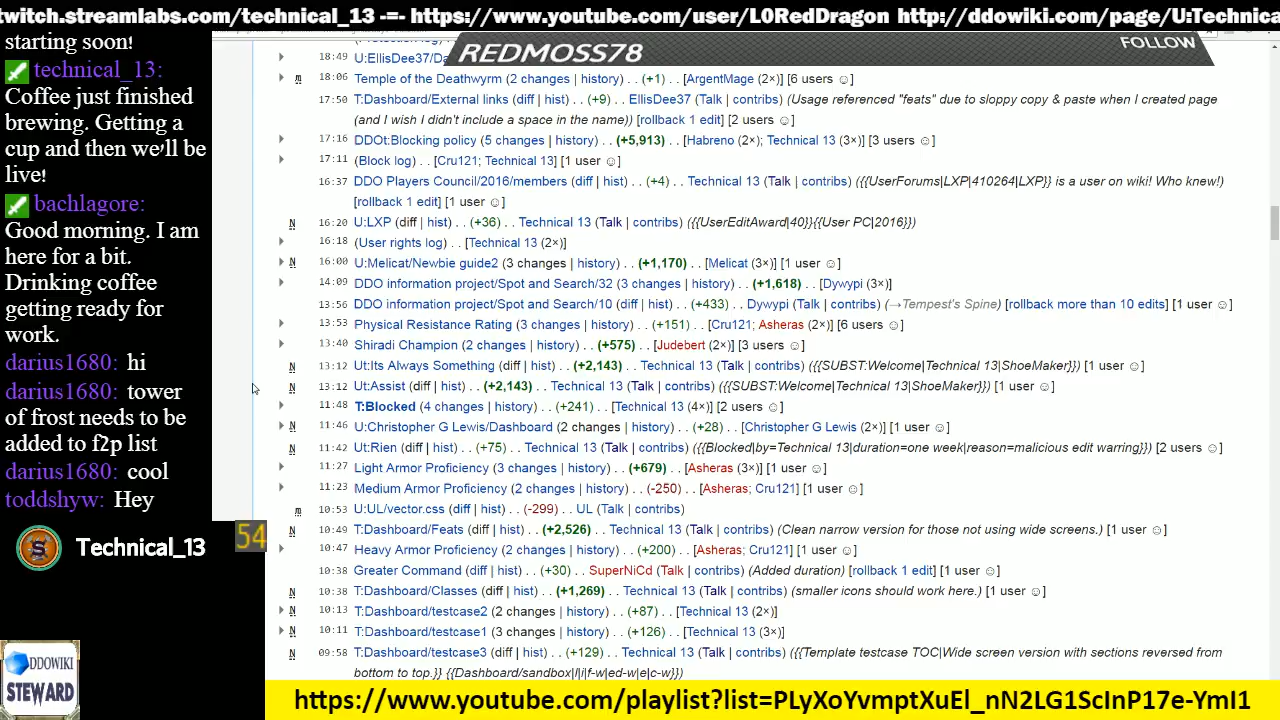 twitch.streamlabs.com/technical_13 -=- https://www.youtube.com/user/L0RedDragon http://ddowiki.com/page/U:Technica
starting soon!
technical_13:
Coffee just finished
brewing. Getting a
cup and then we'll be
live!
bachlagore:
Good morning. I am
here for a bit.
Drinking coffee
getting ready for
work.
darius1680: hi
darius1680: tower
of frost needs to be
added to f2p list
darius1680: cool
toddshyw: Hey
Technical_13
54
DDOWIKI
STEWARD
REDMOSS78
FOLLOW
18:49 U:EllisDee37/Da
m 18:06 Temple of the Deathwyrm (2 changes | history) . . (+1) . . [ArgentMage (2×)] [6 users ☺]
17:50 T:Dashboard/External links (diff | hist) . . (+9) . . EllisDee37 (Talk | contribs) (Usage referenced "feats" due to sloppy copy & paste when I created page
(and I wish I didn't include a space in the name)) [rollback 1 edit] [2 users ☺]
17:16 DDOt:Blocking policy (5 changes | history) . . (+5,913) . . [Habreno (2×); Technical 13 (3×)] [3 users ☺]
17:11 (Block log) . . [Cru121; Technical 13] [1 user ☺]
16:37 DDO Players Council/2016/members (diff | hist) . . (+4) . . Technical 13 (Talk | contribs) ({{UserForums|LXP|410264|LXP}} is a user on wiki! Who knew!)
[rollback 1 edit] [1 user ☺]
N 16:20 U:LXP (diff | hist) . . (+36) . . Technical 13 (Talk | contribs) ({{UserEditAward|40}}{{User PC|2016}})
16:18 (User rights log) . . [Technical 13 (2×)]
N 16:00 U:Melicat/Newbie guide2 (3 changes | history) . . (+1,170) . . [Melicat (3×)] [1 user ☺]
14:09 DDO information project/Spot and Search/32 (3 changes | history) . . (+1,618) . . [Dywypi (3×)]
13:56 DDO information project/Spot and Search/10 (diff | hist) . . (+433) . . Dywypi (Talk | contribs) (→Tempest's Spine) [rollback more than 10 edits] [1 user ☺]
13:53 Physical Resistance Rating (3 changes | history) . . (+151) . . [Cru121; Asheras (2×)] [6 users ☺]
13:40 Shiradi Champion (2 changes | history) . . (+575) . . [Judebert (2×)] [3 users ☺]
N 13:12 Ut:Its Always Something (diff | hist) . . (+2,143) . . Technical 13 (Talk | contribs) ({{SUBST:Welcome|Technical 13|ShoeMaker}}) [1 user ☺]
N 13:12 Ut:Assist (diff | hist) . . (+2,143) . . Technical 13 (Talk | contribs) ({{SUBST:Welcome|Technical 13|ShoeMaker}}) [1 user ☺]
11:48 T:Blocked (4 changes | history) . . (+241) . . [Technical 13 (4×)] [2 users ☺]
N 11:46 U:Christopher G Lewis/Dashboard (2 changes | history) . . (+28) . . [Christopher G Lewis (2×)] [1 user ☺]
N 11:42 Ut:Rien (diff | hist) . . (+75) . . Technical 13 (Talk | contribs) ({{Blocked|by=Technical 13|duration=one week|reason=malicious edit warring}}) [2 users ☺]
11:27 Light Armor Proficiency (3 changes | history) . . (+679) . . [Asheras (3×)] [1 user ☺]
11:23 Medium Armor Proficiency (2 changes | history) . . (-250) . . [Asheras; Cru121] [1 user ☺]
m 10:53 U:UL/vector.css (diff | hist) . . (-299) . . UL (Talk | contribs)
N 10:49 T:Dashboard/Feats (diff | hist) . . (+2,526) . . Technical 13 (Talk | contribs) (Clean narrow version for those not using wide screens.) [1 user ☺]
10:47 Heavy Armor Proficiency (2 changes | history) . . (+200) . . [Asheras; Cru121] [1 user ☺]
10:38 Greater Command (diff | hist) . . (+30) . . SuperNiCd (Talk | contribs) (Added duration) [rollback 1 edit] [1 user ☺]
N 10:38 T:Dashboard/Classes (diff | hist) . . (+1,269) . . Technical 13 (Talk | contribs) (smaller icons should work here.) [1 user ☺]
N 10:13 T:Dashboard/testcase2 (2 changes | history) . . (+87) . . [Technical 13 (2×)]
N 10:11 T:Dashboard/testcase1 (3 changes | history) . . (+126) . . [Technical 13 (3×)]
N 09:58 T:Dashboard/testcase3 (diff | hist) . . (+129) . . Technical 13 (Talk | contribs) ({{Template testcase TOC|Wide screen version with sections reversed from
bottom to top.}} {{Dashboard/sandbox|l|i|f-w|ed-w|e|c-w}})
https://www.youtube.com/playlist?list=PLyXoYvmptXuEl_nN2LG1ScInP17e-YmI1